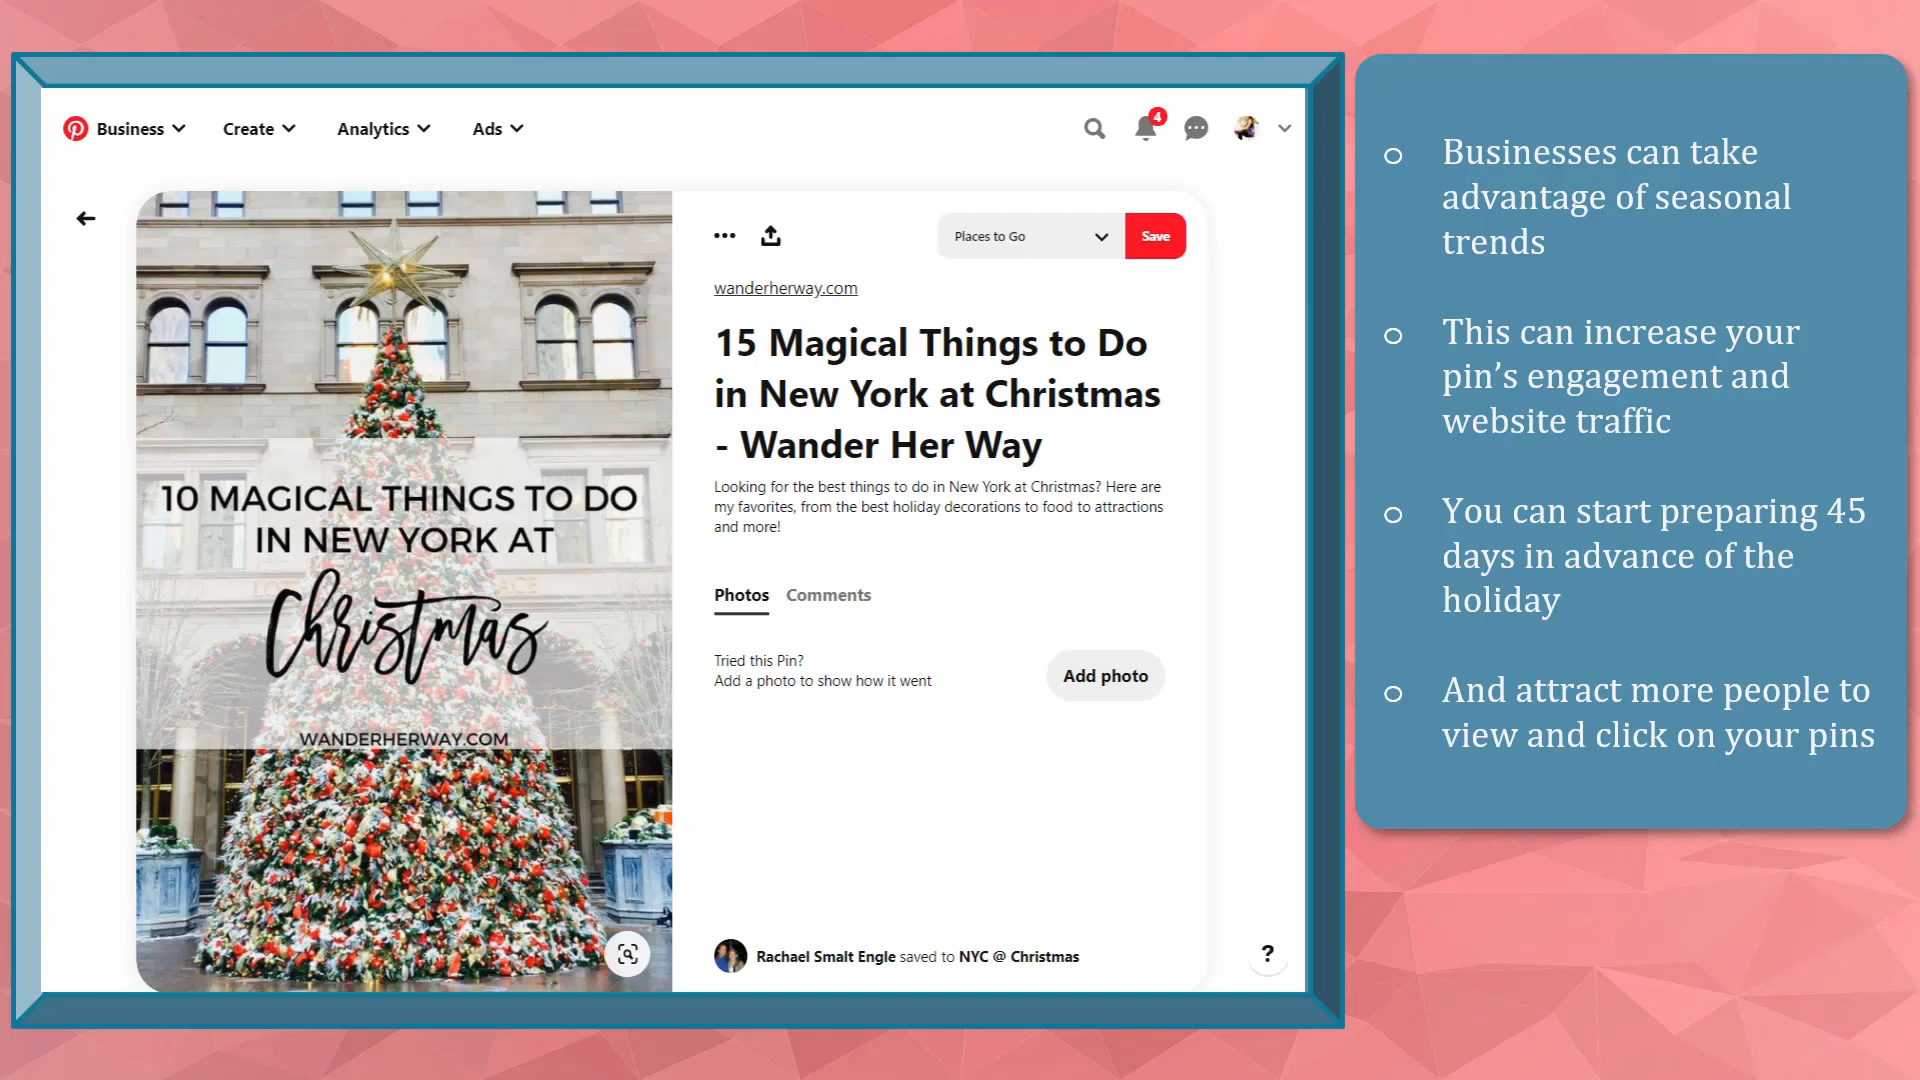 Business
Create
Analytics
Ads
4
Places to Go
Save
wanderherway.com
15 Magical Things to Do
in New York at Christmas
- Wander Her Way
Looking for the best things to do in New York at Christmas? Here are
my favorites, from the best holiday decorations to food to attractions
and more!
Photos
Comments
Tried this Pin?
Add a photo to show how it went
Add photo
Rachael Smalt Engle saved to NYC @ Christmas
?
10 MAGICAL THINGS TO DO
IN NEW YORK AT
Christmas
WANDERHERWAY.COM
Businesses can take
advantage of seasonal
trends
This can increase your
pin’s engagement and
website traffic
You can start preparing 45
days in advance of the
holiday
And attract more people to
view and click on your pins